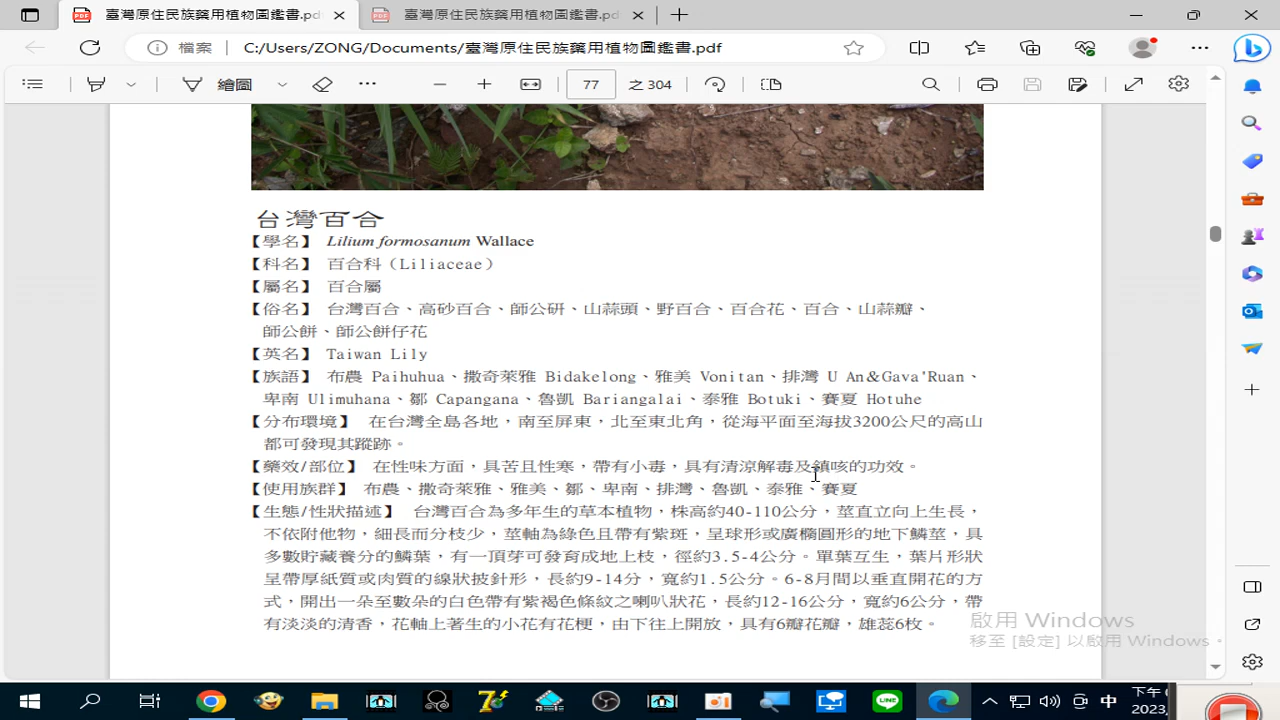 臺灣原住民族藥用植物圖鑑書.pdf
臺灣原住民族藥用植物圖鑑書.pdf
檔案 C:/Users/ZONG/Documents/臺灣原住民族藥用植物圖鑑書.pdf
繪圖 77 之 304
台灣百合
【學名】 Lilium formosanum Wallace
【科名】 百合科（Liliaceae）
【屬名】 百合屬
【俗名】 台灣百合、高砂百合、師公研、山蒜頭、野百合、百合花、百合、山蒜瓣、
師公餅、師公餅仔花
【英名】 Taiwan Lily
【族語】 布農 Paihuhua、撒奇萊雅 Bidakelong、雅美 Vonitan、排灣 U An＆Gava'Ruan、
卑南 Ulimuhana、鄒 Capangana、魯凱 Bariangalai、泰雅 Botuki、賽夏 Hotuhe
【分布環境】 在台灣全島各地，南至屏東，北至東北角，從海平面至海拔3200公尺的高山
都可發現其蹤跡。
【藥效/部位】 在性味方面，具苦且性寒，帶有小毒，具有清涼解毒及鎮咳的功效。
【使用族群】 布農、撒奇萊雅、雅美、鄒、卑南、排灣、魯凱、泰雅、賽夏
【生態/性狀描述】 台灣百合為多年生的草本植物，株高約40-110公分，莖直立向上生長，
不依附他物，細長而分枝少，莖軸為綠色且帶有紫斑，呈球形或廣橢圓形的地下鱗莖，具
多數貯藏養分的鱗葉，有一頂芽可發育成地上枝，徑約3.5-4公分。單葉互生，葉片形狀
呈帶厚紙質或肉質的線狀披針形，長約9-14分，寬約1.5公分。6-8月間以垂直開花的方
式，開出一朵至數朵的白色帶有紫褐色條紋之喇叭狀花，長約12-16公分，寬約6公分，帶
有淡淡的清香，花軸上著生的小花有花梗，由下往上開放，具有6瓣花瓣，雄蕊6枚。
啟用 Windows
移至 [設定] 以啟用 Windows。
LINE 中 下午
2023